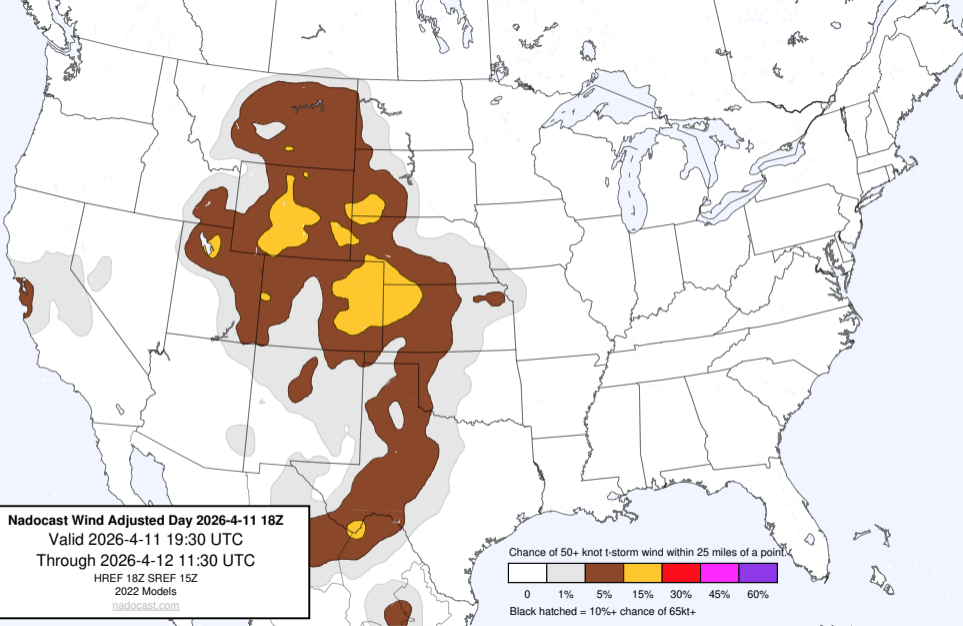 Nadocast Wind Adjusted Day 2026-4-11 18Z
Valid 2026-4-11 19:30 UTC
Through 2026-4-12 11:30 UTC
HREF 18Z SREF 15Z
2022 Models
nadocast.com
Chance of 50+ knot t-storm wind within 25 miles of a point.
0 1% 5% 15% 30% 45% 60%
Black hatched = 10%+ chance of 65kt+